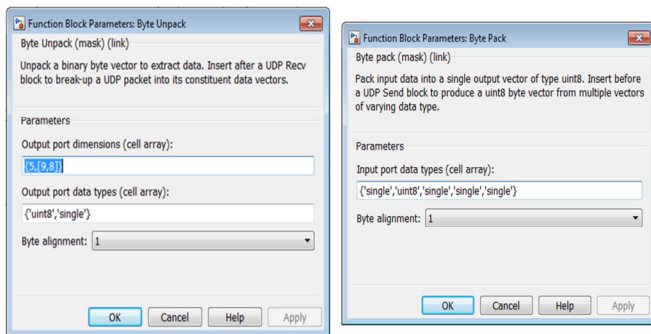 Function Block Parameters: Byte Unpack
Byte Unpack (mask) (link)
Unpack a binary byte vector to extract data. Insert after a UDP Recv
block to break-up a UDP packet into its constituent data vectors.
Parameters
Output port dimensions (cell array):
{5,[9,8]}
Output port data types (cell array):
{'uint8','single'}
Byte alignment: 1
OK Cancel Help Apply
Function Block Parameters: Byte Pack
Byte pack (mask) (link)
Pack input data into a single output vector of type uint8. Insert before
a UDP Send block to produce a uint8 byte vector from multiple vectors
of varying data type.
Parameters
Input port data types (cell array):
{'single','uint8','single','single','single'}
Byte alignment: 1
OK Cancel Help Apply